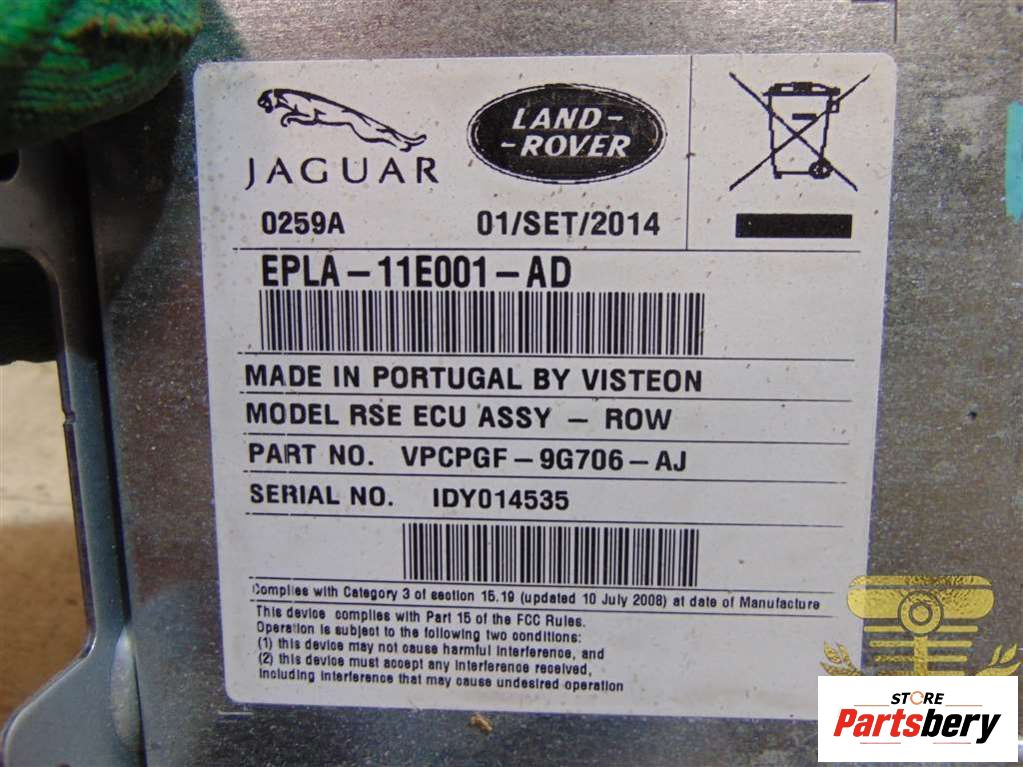 JAGUAR
LAND-
-ROVER
0259A 01/SET/2014
EPLA-11E001-AD
MADE IN PORTUGAL BY VISTEON
MODEL RSE ECU ASSY - ROW
PART NO. VPCPGF-9G706-AJ
SERIAL NO. IDY014535
Complies with Category 3 of section 15.19 (updated 10 July 2008) at date of Manufacture
This device complies with Part 15 of the FCC Rules.
Operation is subject to the following two conditions:
(1) this device may not cause harmful interference, and
(2) this device must accept any interference received,
including interference that may cause undesired operation
STORE
Partsbery